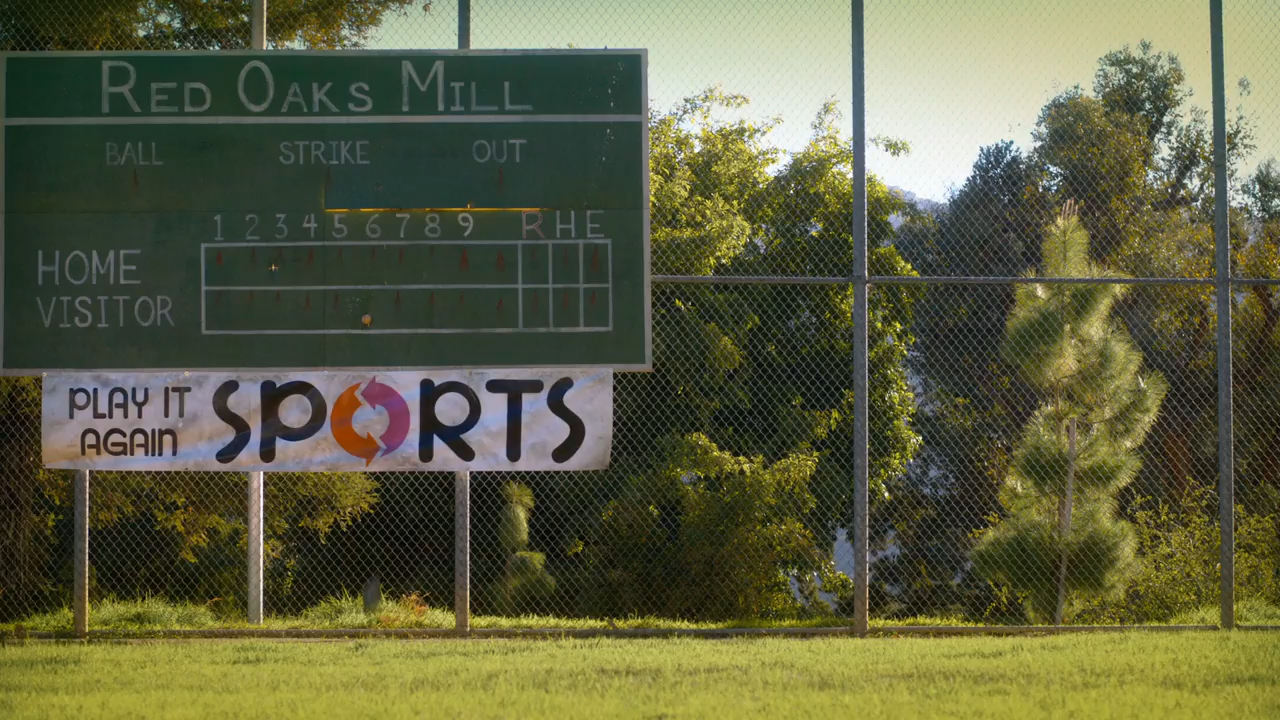 RED OAKS MILL
BALL STRIKE OUT
1 2 3 4 5 6 7 8 9 R H E
HOME
VISITOR
PLAY IT AGAIN SPORTS